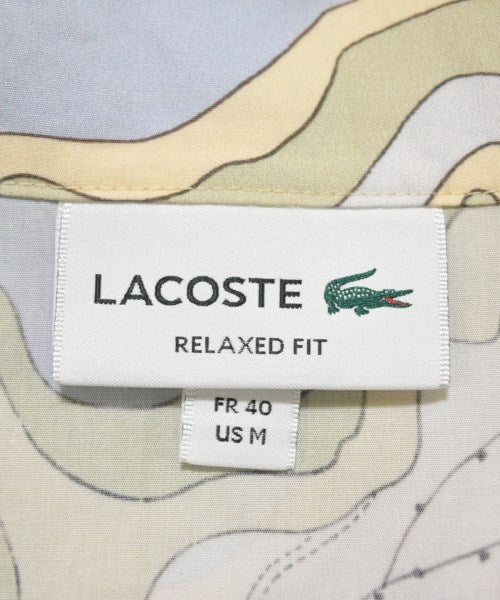 LACOSTE
RELAXED FIT
FR 40
US M